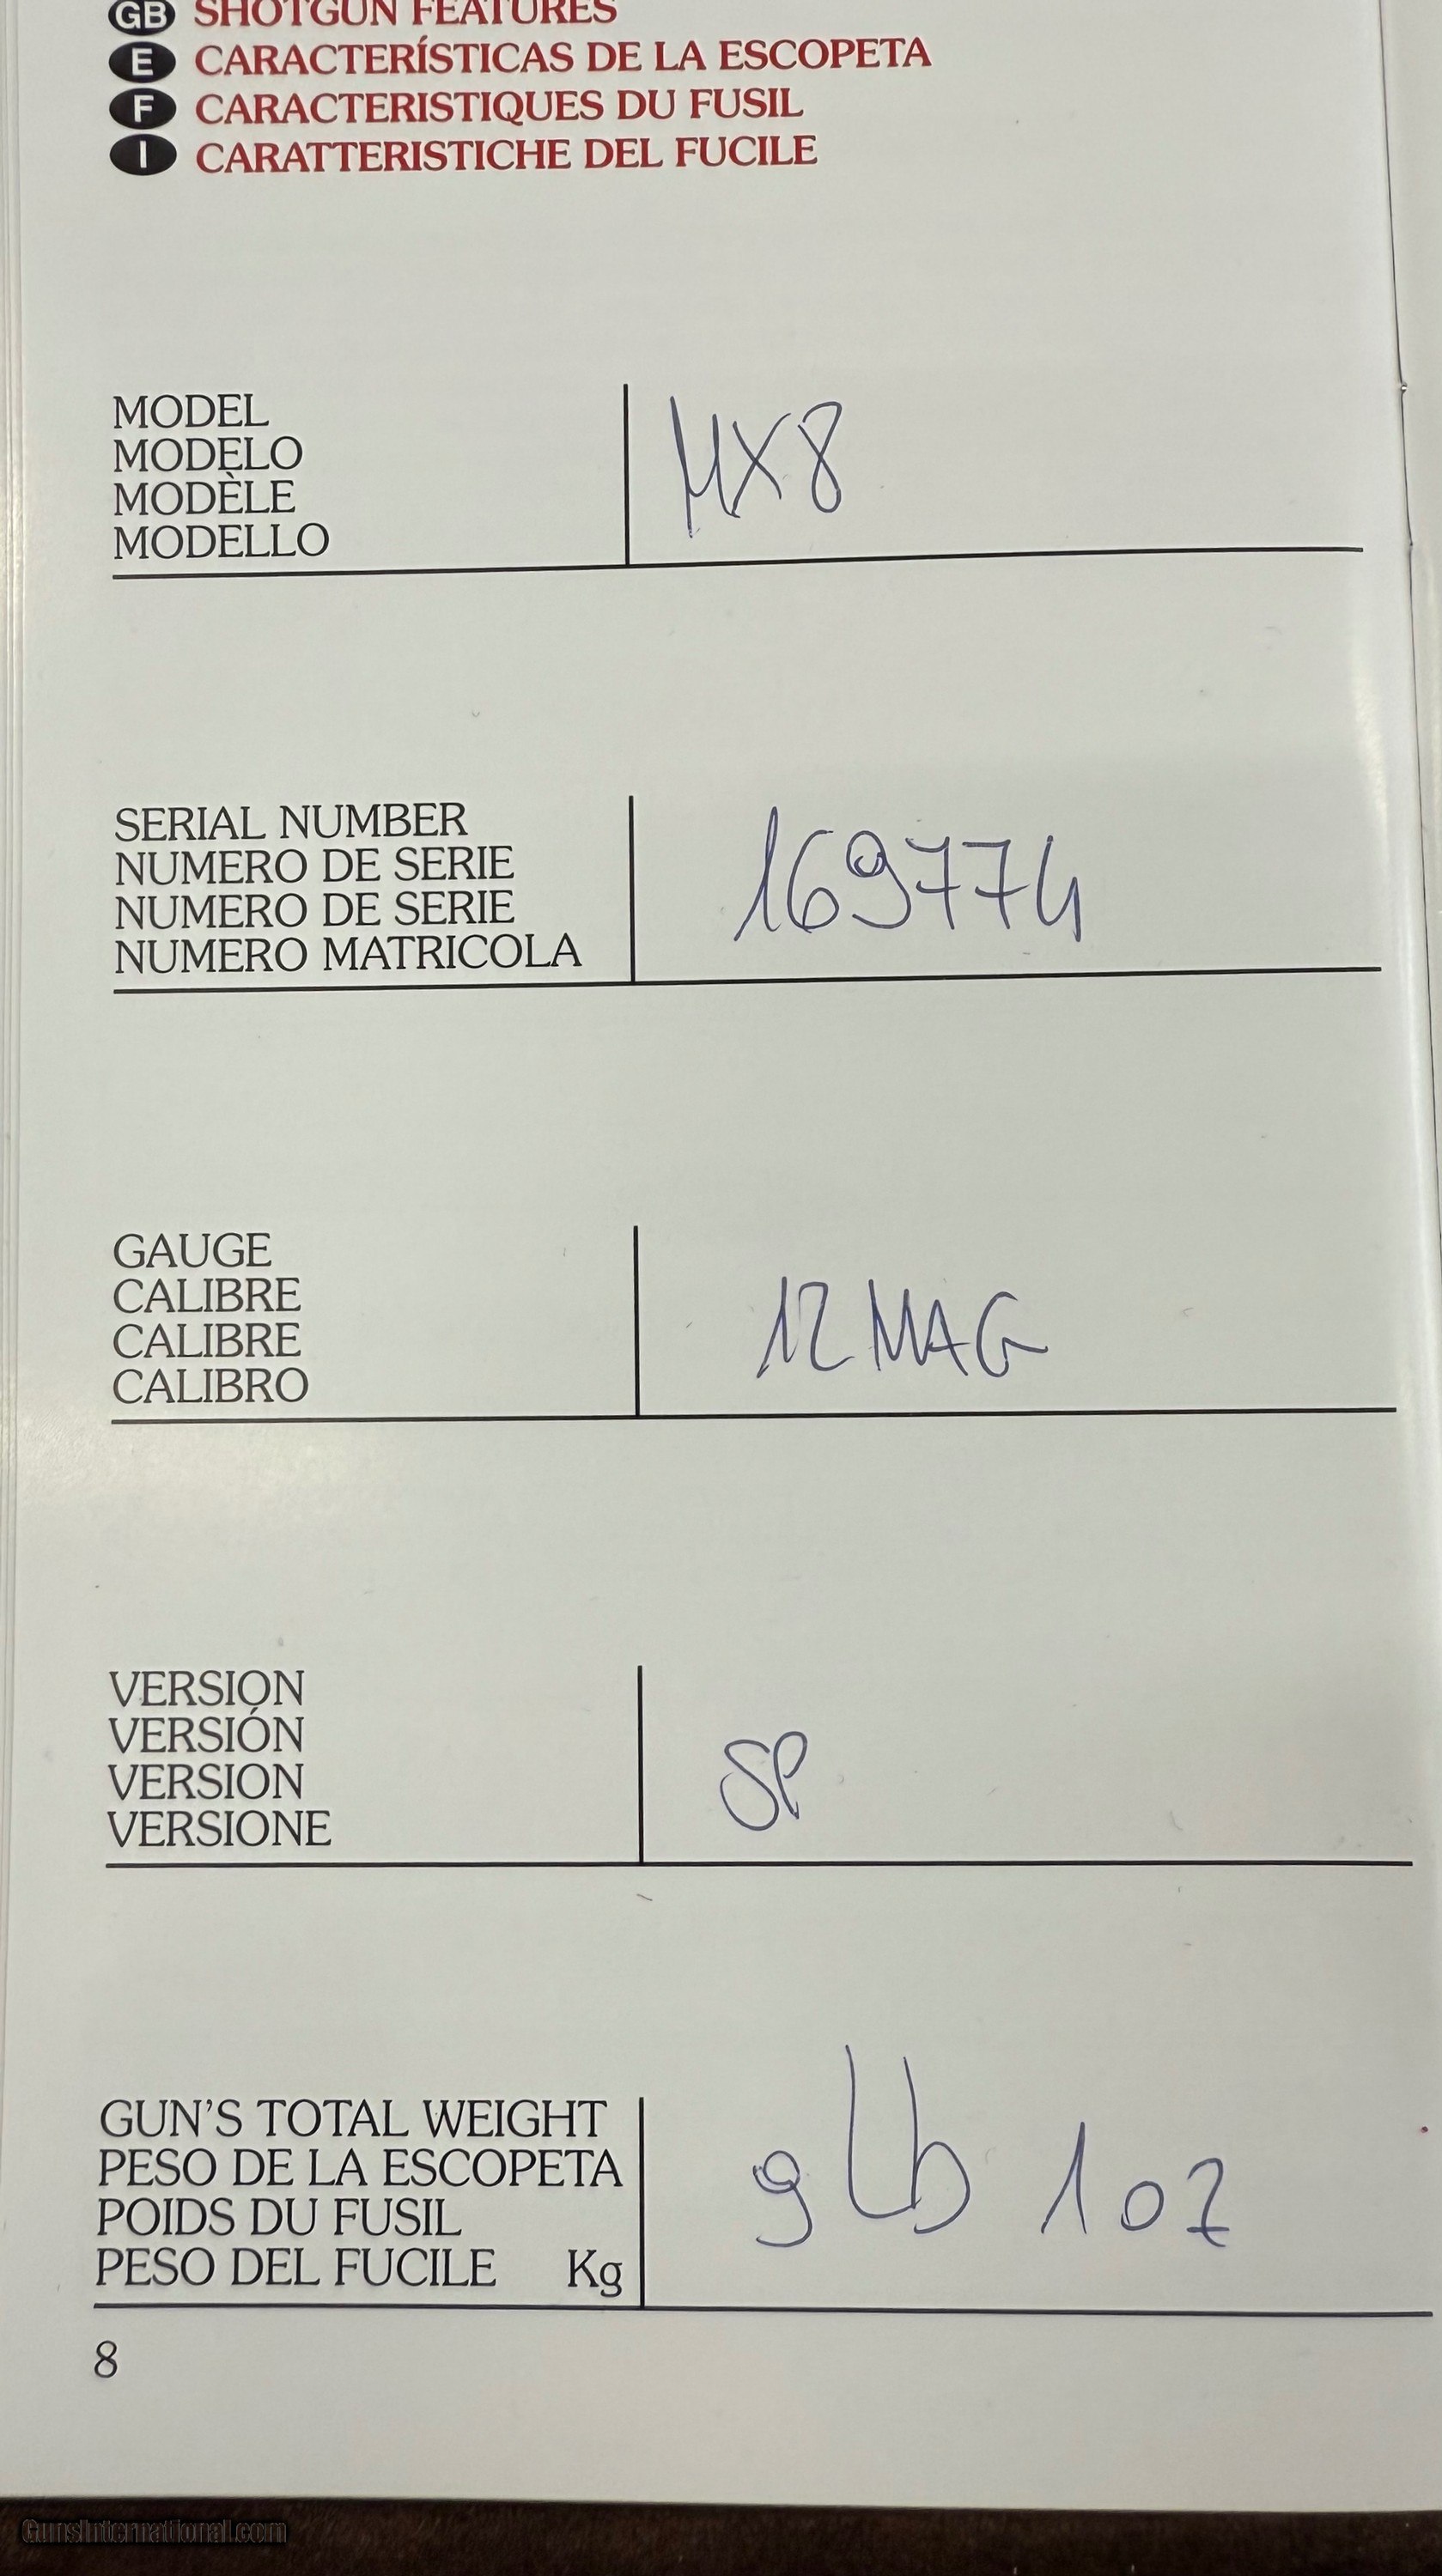 GB SHOTGUN FEATURES
E CARACTERÍSTICAS DE LA ESCOPETA
F CARACTERISTIQUES DU FUSIL
I CARATTERISTICHE DEL FUCILE
MODEL
MODELO
MODÈLE
MODELLO
MX8
SERIAL NUMBER
NUMERO DE SERIE
NUMERO DE SERIE
NUMERO MATRICOLA
169774
GAUGE
CALIBRE
CALIBRE
CALIBRO
12 MAG
VERSION
VERSIÓN
VERSION
VERSIONE
SP
GUN'S TOTAL WEIGHT
PESO DE LA ESCOPETA
POIDS DU FUSIL
PESO DEL FUCILE Kg
9 Lb 1 oz
8
GunsInternational.com